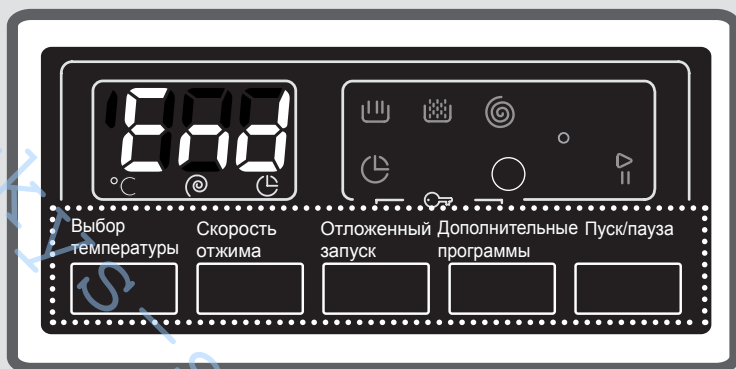 End
°C
Выбор температуры
Скорость отжима
Отложенный запуск
Дополнительные программы
Пуск/пауза